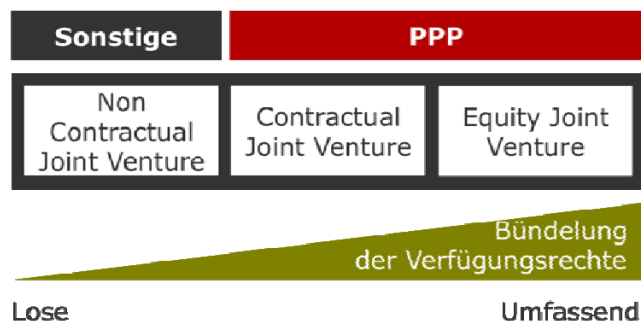 Sonstige
PPP
Non
Contractual
Joint Venture
Contractual
Joint Venture
Equity Joint
Venture
Bündelung
der Verfügungsrechte
Lose
Umfassend